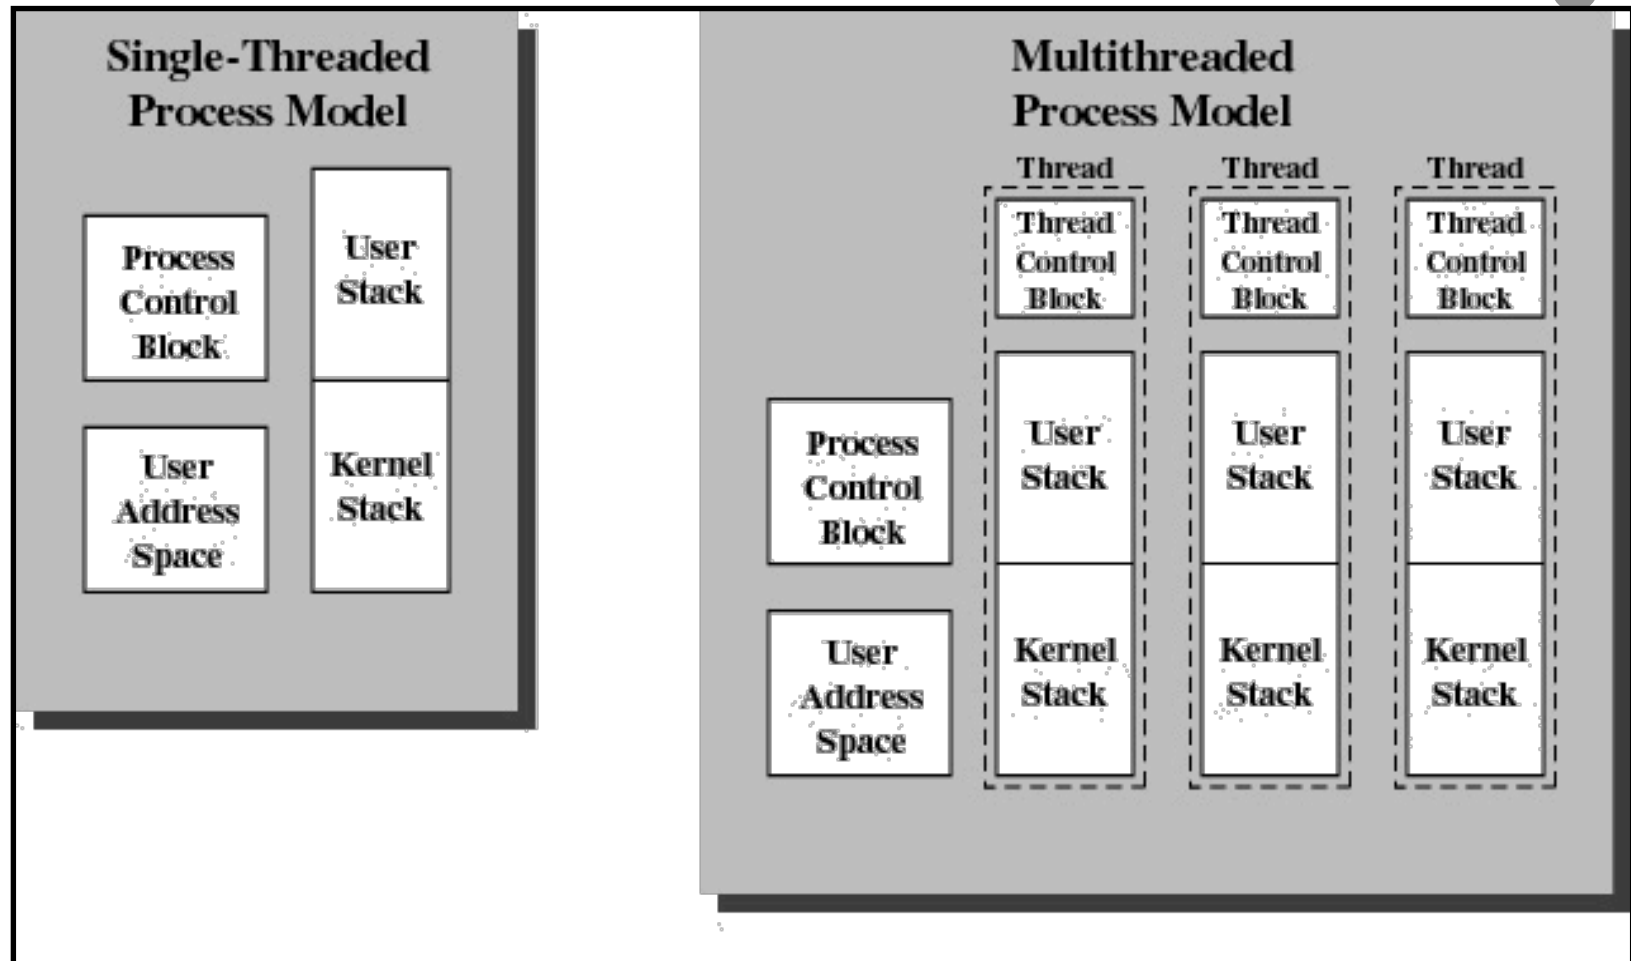 Single-Threaded
Process Model
Process
Control
Block
User
Stack
User
Address
Space
Kernel
Stack
Multithreaded
Process Model
Thread
Thread
Control
Block
User
Stack
Kernel
Stack
Thread
Thread
Control
Block
User
Stack
Kernel
Stack
Thread
Thread
Control
Block
User
Stack
Kernel
Stack
Process
Control
Block
User
Address
Space